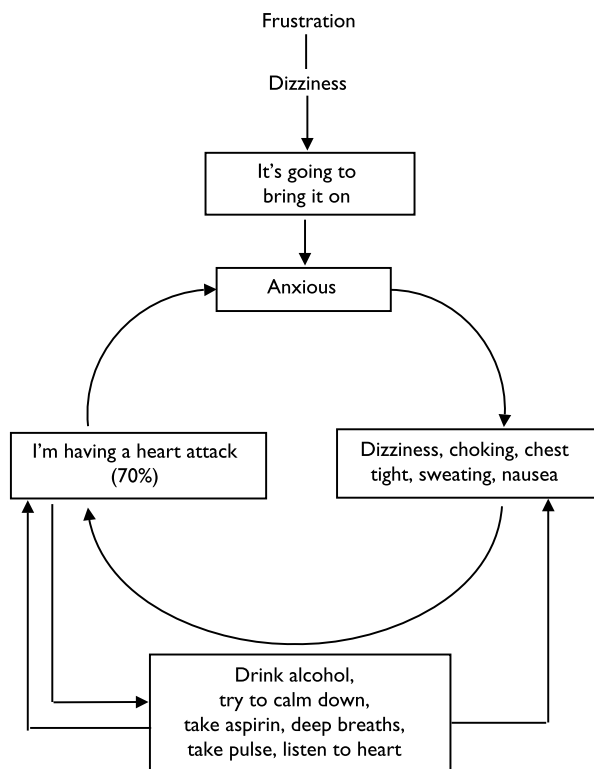 Frustration
Dizziness
It's going to
bring it on
Anxious
I'm having a heart attack
(70%)
Dizziness, choking, chest
tight, sweating, nausea
Drink alcohol,
try to calm down,
take aspirin, deep breaths,
take pulse, listen to heart